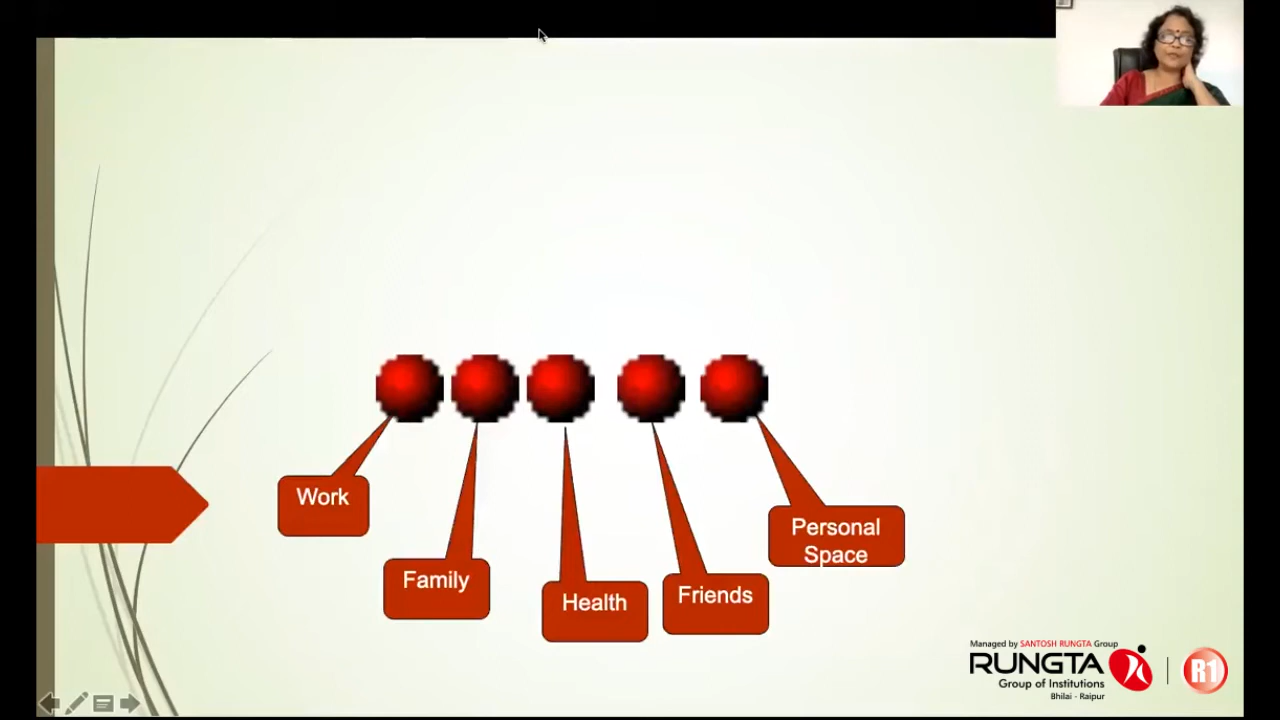 Work
Family
Health
Friends
Personal
Space
Managed by SANTOSH RUNGTA Group
RUNGTA
Group of Institutions
Bhilai - Raipur
R1